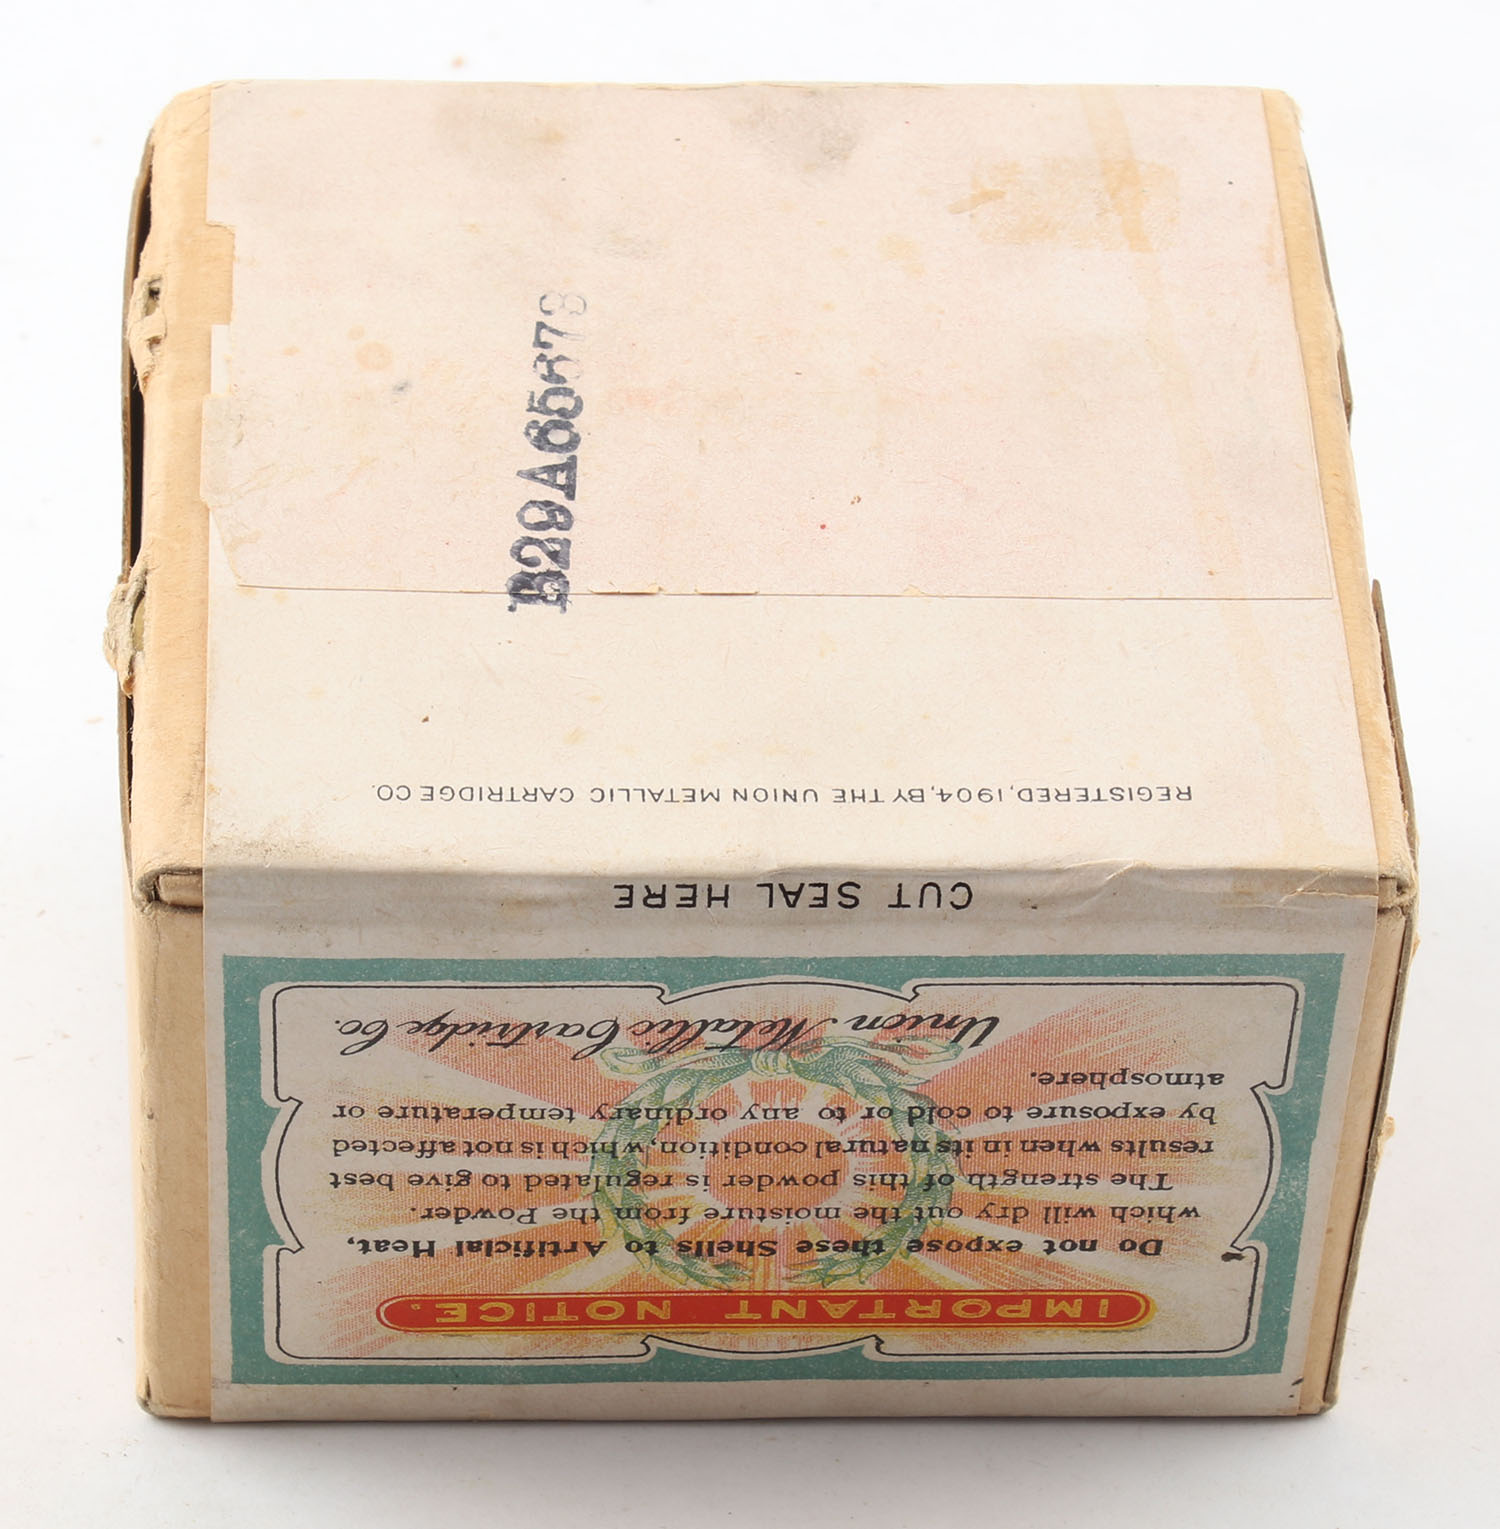 B29A65678
REGISTERED, 1904, BY THE UNION METALLIC CARTRIDGE CO.
CUT SEAL HERE
IMPORTANT NOTICE.
Do not expose these Shells to Artificial Heat,
which will dry out the moisture from the Powder.
The strength of this powder is regulated to give best
results when in its natural condition, which is not affected
by exposure to cold or to any ordinary temperature or
atmosphere.
Union Metallic Cartridge Co.